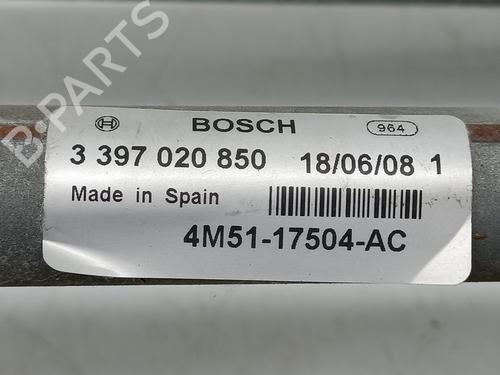 BOSCH 964
3 397 020 850 18/06/08 1
Made in Spain
4M51-17504-AC
B-PARTS